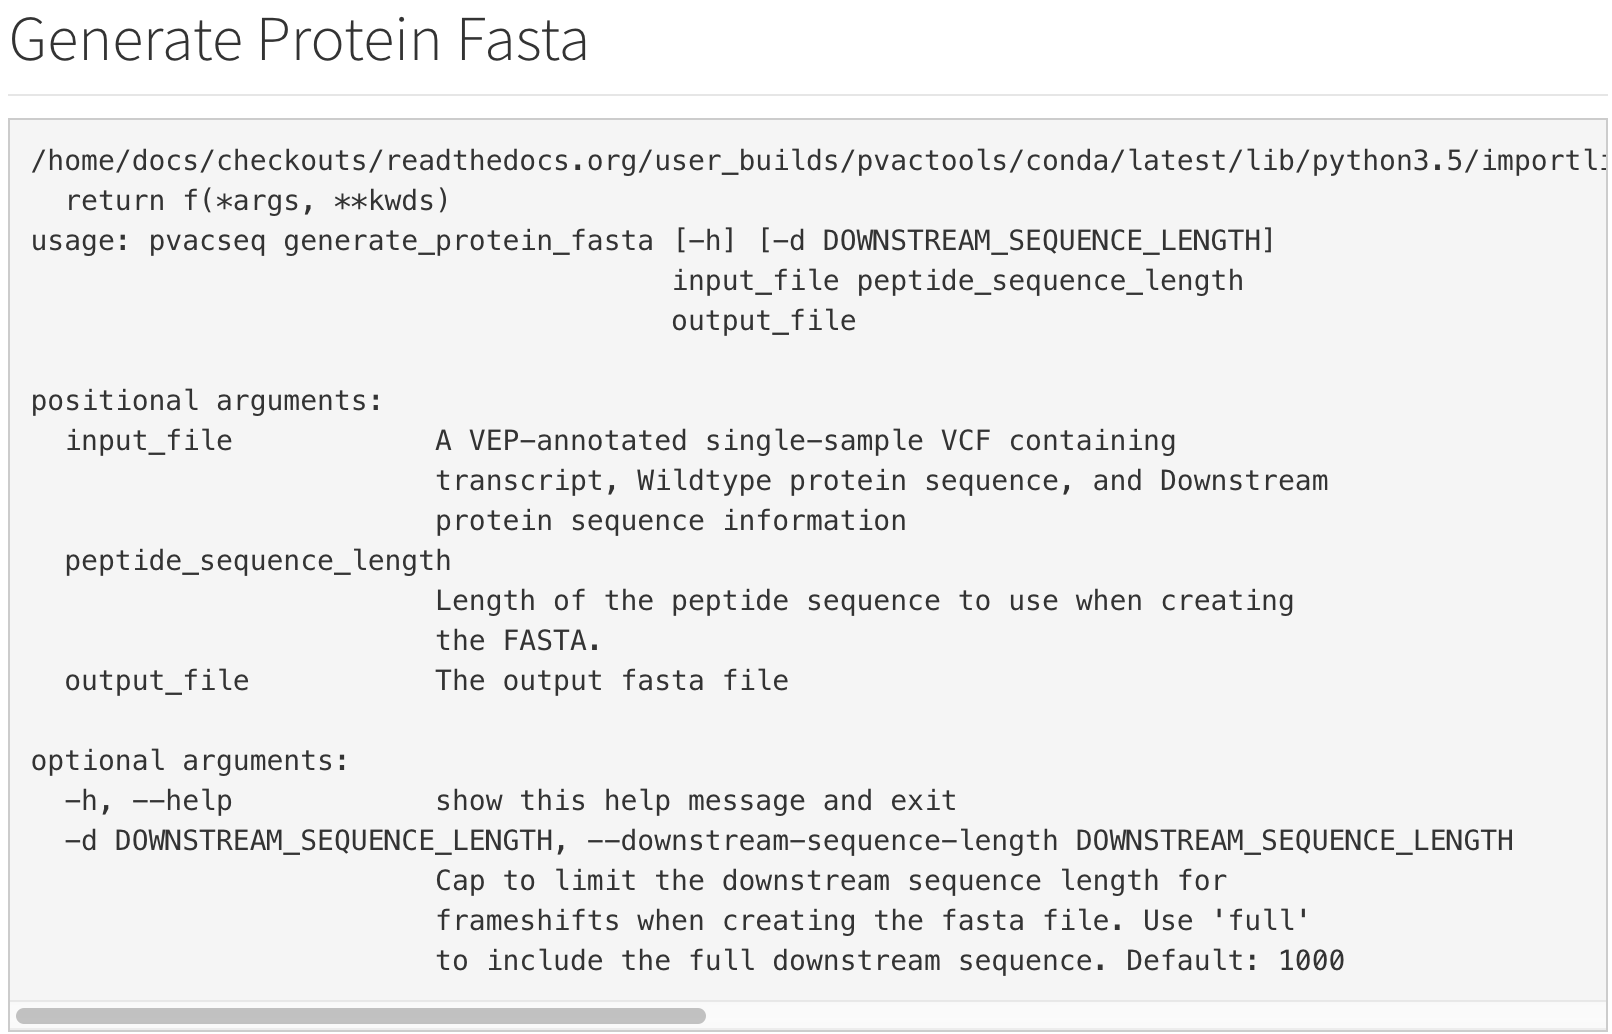 Generate Protein Fasta
/home/docs/checkouts/readthedocs.org/user_builds/pvactools/conda/latest/lib/python3.5/importli
  return f(*args, **kwds)
usage: pvacseq generate_protein_fasta [-h] [-d DOWNSTREAM_SEQUENCE_LENGTH]
                                      input_file peptide_sequence_length
                                      output_file

positional arguments:
  input_file            A VEP-annotated single-sample VCF containing
                        transcript, Wildtype protein sequence, and Downstream
                        protein sequence information
  peptide_sequence_length
                        Length of the peptide sequence to use when creating
                        the FASTA.
  output_file           The output fasta file

optional arguments:
  -h, --help            show this help message and exit
  -d DOWNSTREAM_SEQUENCE_LENGTH, --downstream-sequence-length DOWNSTREAM_SEQUENCE_LENGTH
                        Cap to limit the downstream sequence length for
                        frameshifts when creating the fasta file. Use 'full'
                        to include the full downstream sequence. Default: 1000